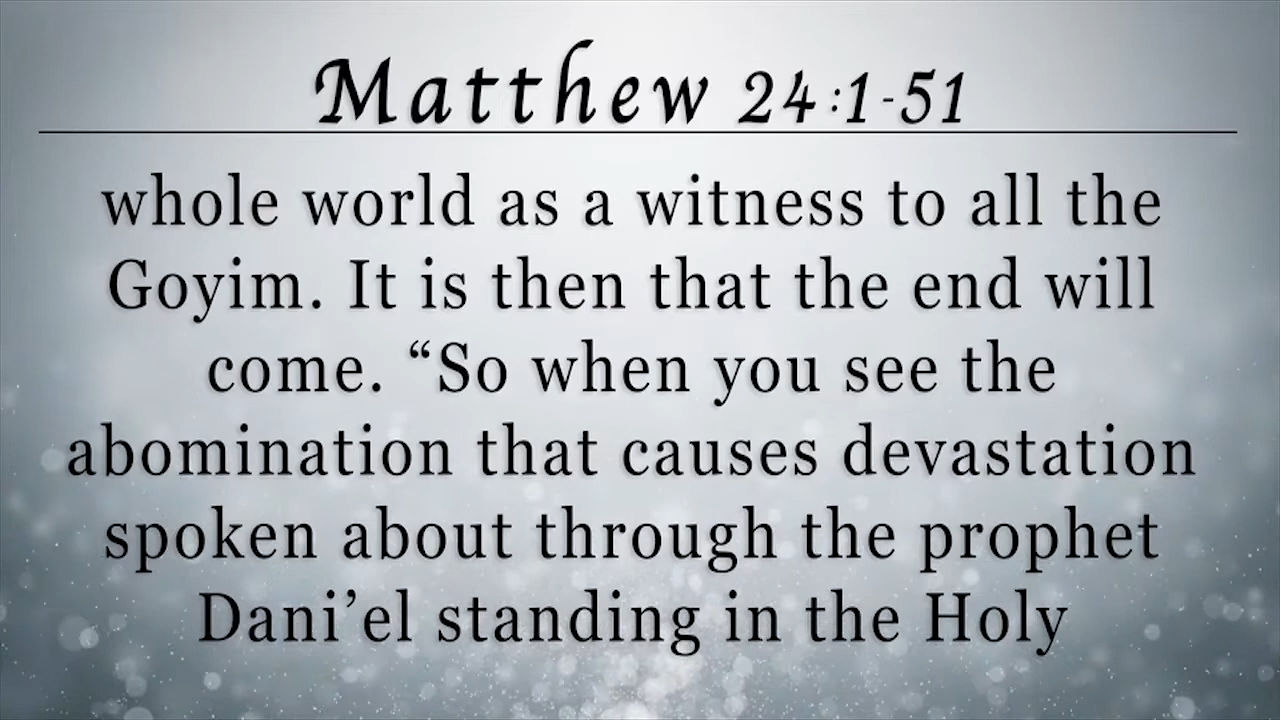 Matthew 24:1-51
whole world as a witness to all the
Goyim. It is then that the end will
come. “So when you see the
abomination that causes devastation
spoken about through the prophet
Dani’el standing in the Holy